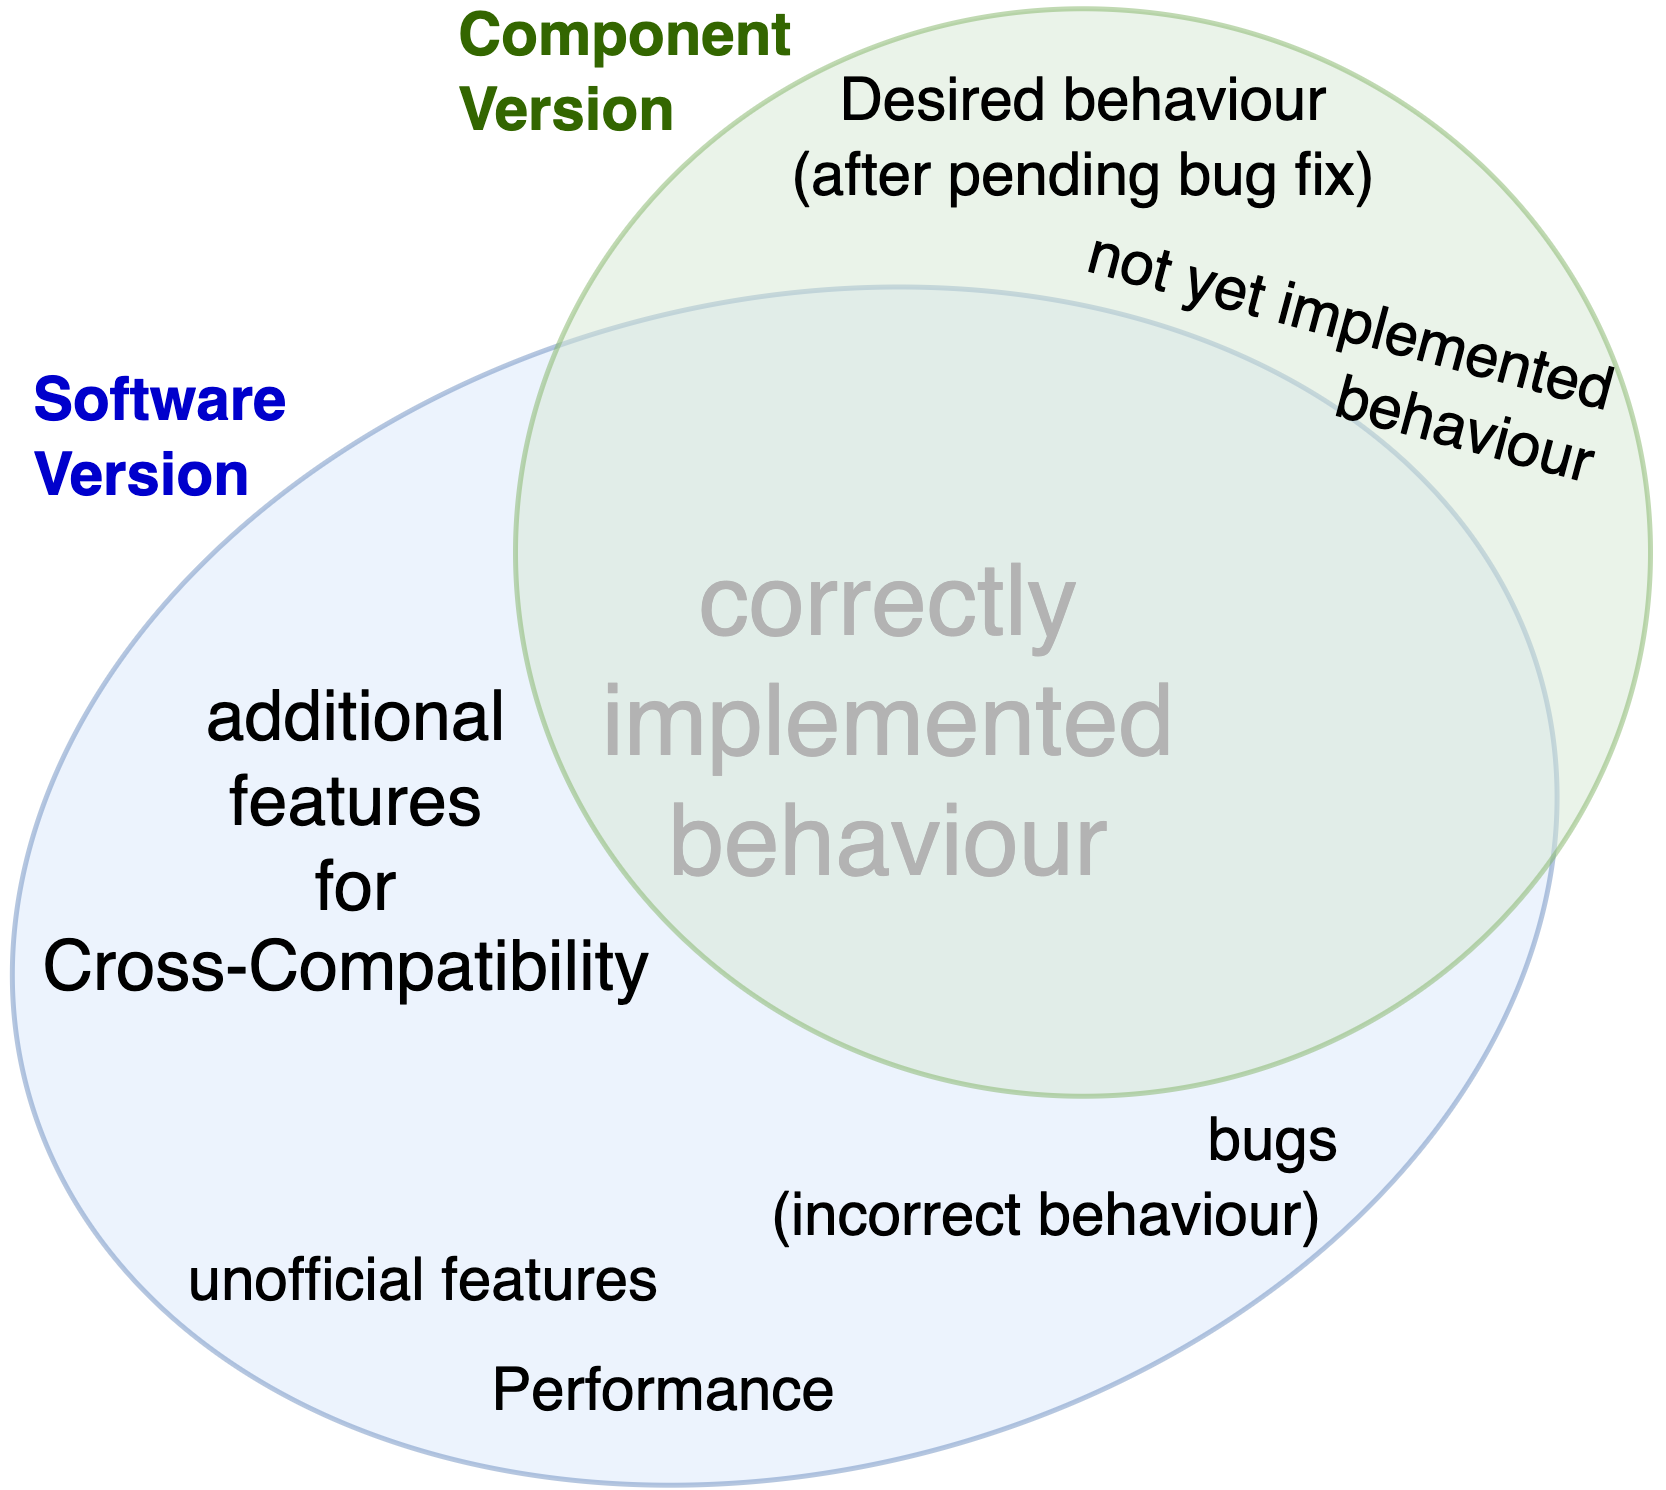 Component
Version
Desired behaviour
(after pending bug fix)
not yet implemented
behaviour
Software
Version
correctly
implemented
behaviour
additional
features
for
Cross-Compatibility
bugs
(incorrect behaviour)
unofficial features
Performance